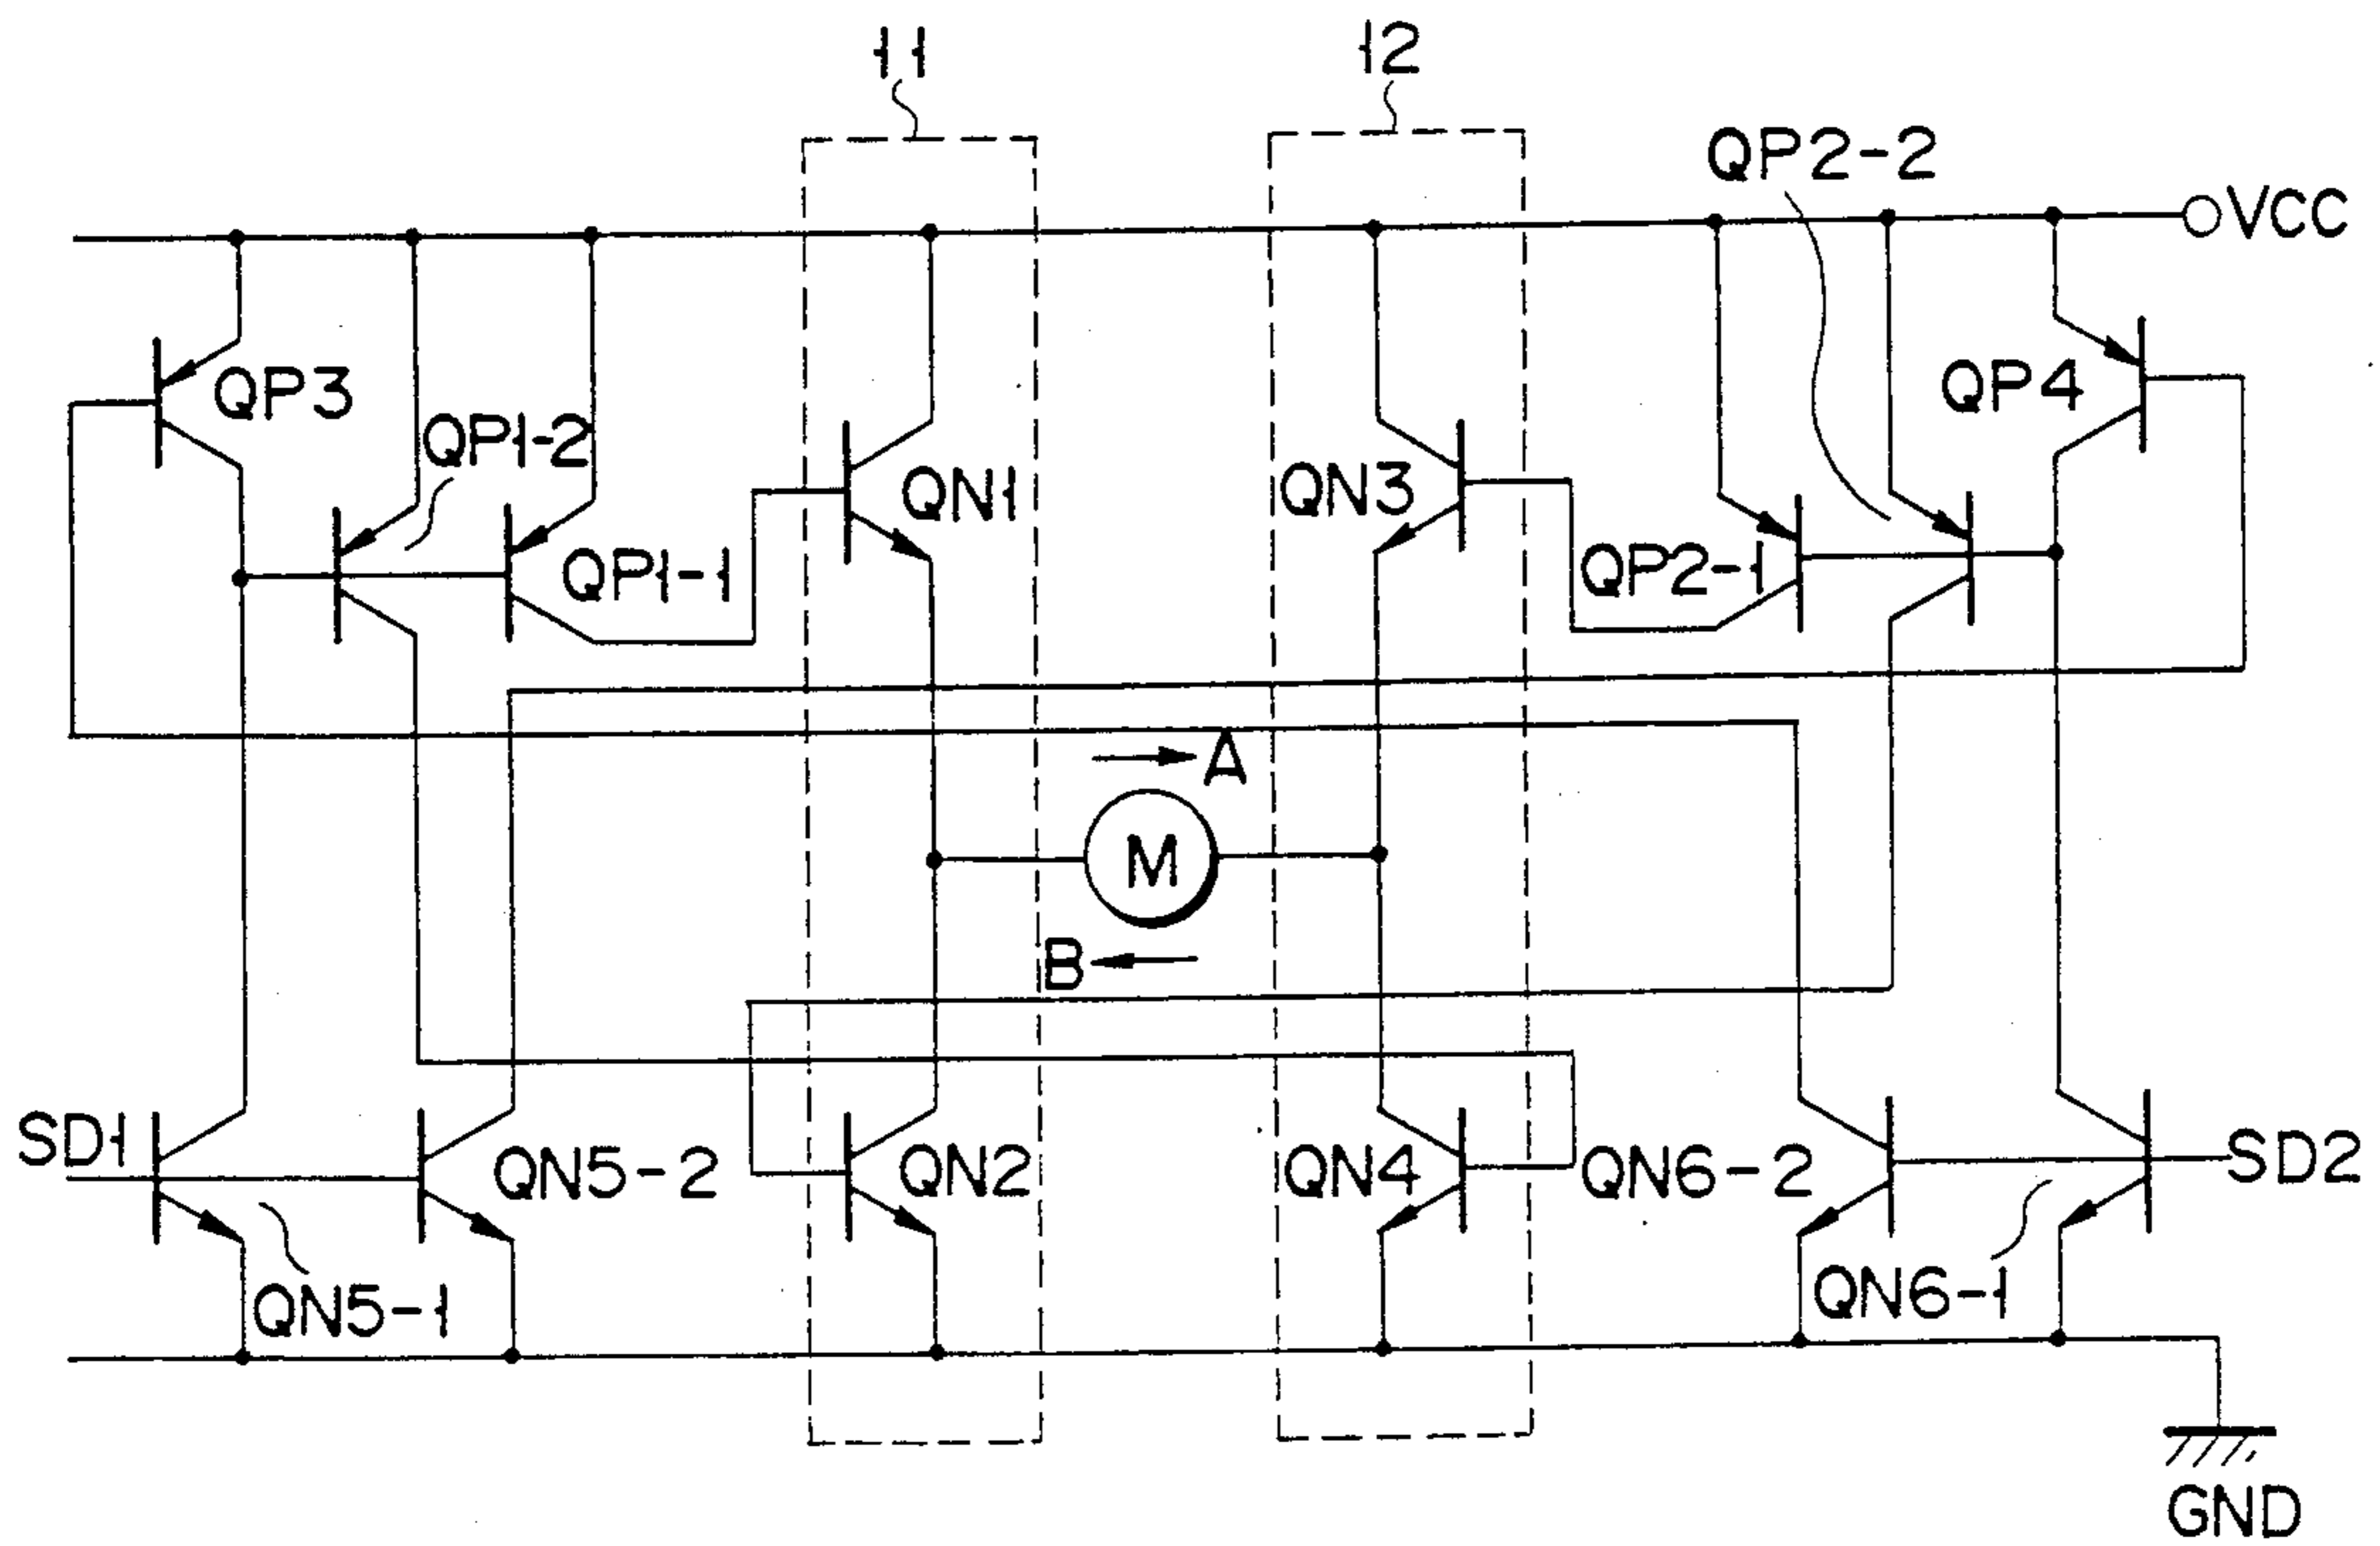 11
12
QP2-2
VCC
QP3
QP4
QP1-2
QN1
QN3
QP1-1
QP2-1
A
M
B
SD1
QN5-2
QN2
QN4
QN6-2
SD2
QN5-1
QN6-1
GND